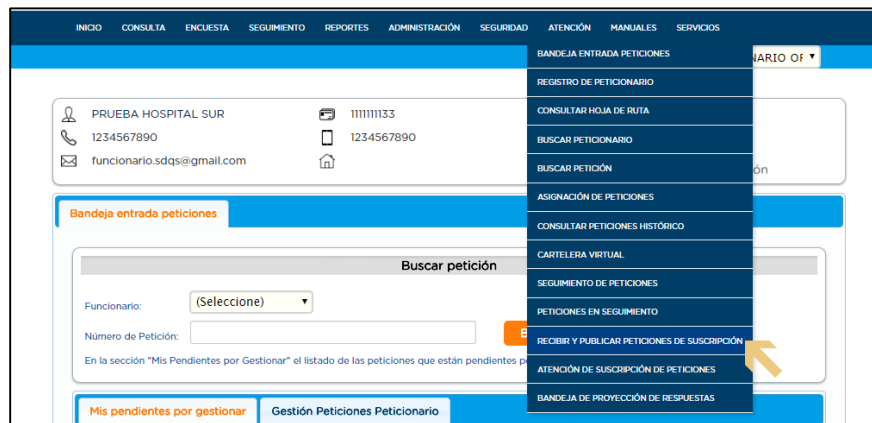 INICIO CONSULTA ENCUESTA SEGUIMIENTO REPORTES ADMINISTRACIÓN SEGURIDAD ATENCIÓN MANUALES SERVICIOS
BANDEJA ENTRADA PETICIONES
REGISTRO DE PETICIONARIO
CONSULTAR HOJA DE RUTA
BUSCAR PETICIONARIO
BUSCAR PETICIÓN
ASIGNACIÓN DE PETICIONES
CONSULTAR PETICIONES HISTÓRICO
CARTELERA VIRTUAL
SEGUIMIENTO DE PETICIONES
PETICIONES EN SEGUIMIENTO
RECIBIR Y PUBLICAR PETICIONES DE SUSCRIPCIÓN
ATENCIÓN DE SUSCRIPCIÓN DE PETICIONES
BANDEJA DE PROYECCIÓN DE RESPUESTAS
PRUEBA HOSPITAL SUR 1111111133
1234567890 1234567890
funcionario.sdqs@gmail.com
Bandeja entrada peticiones
Buscar petición
Funcionario: (Seleccione)
Número de Petición:
En la sección "Mis Pendientes por Gestionar" el listado de las peticiones que están pendientes
Mis pendientes por gestionar Gestión Peticiones Peticionario